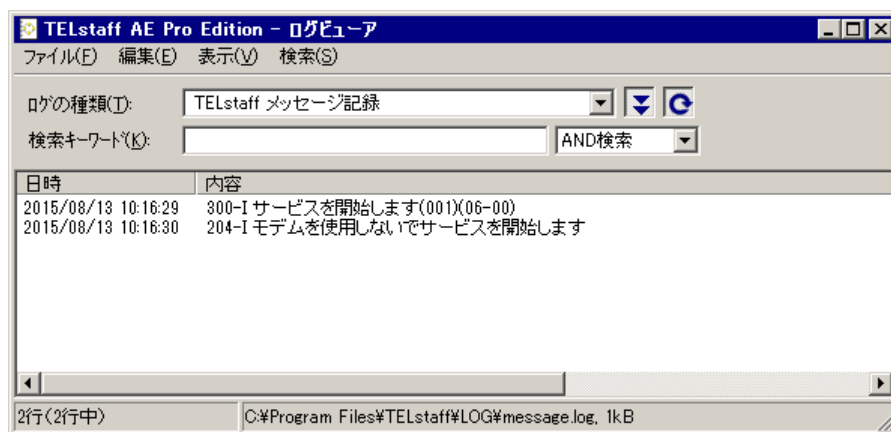 TELstaff AE Pro Edition - ログビューア
ファイル(F) 編集(E) 表示(V) 検索(S)
ログの種類(T): TELstaff メッセージ記録
検索キーワード(K): AND検索
日時 内容
2015/08/13 10:16:29 300-I サービスを開始します(001)(06-00)
2015/08/13 10:16:30 204-I モデムを使用しないでサービスを開始します
2行(2行中) C:¥Program Files¥TELstaff¥LOG¥message.log, 1kB